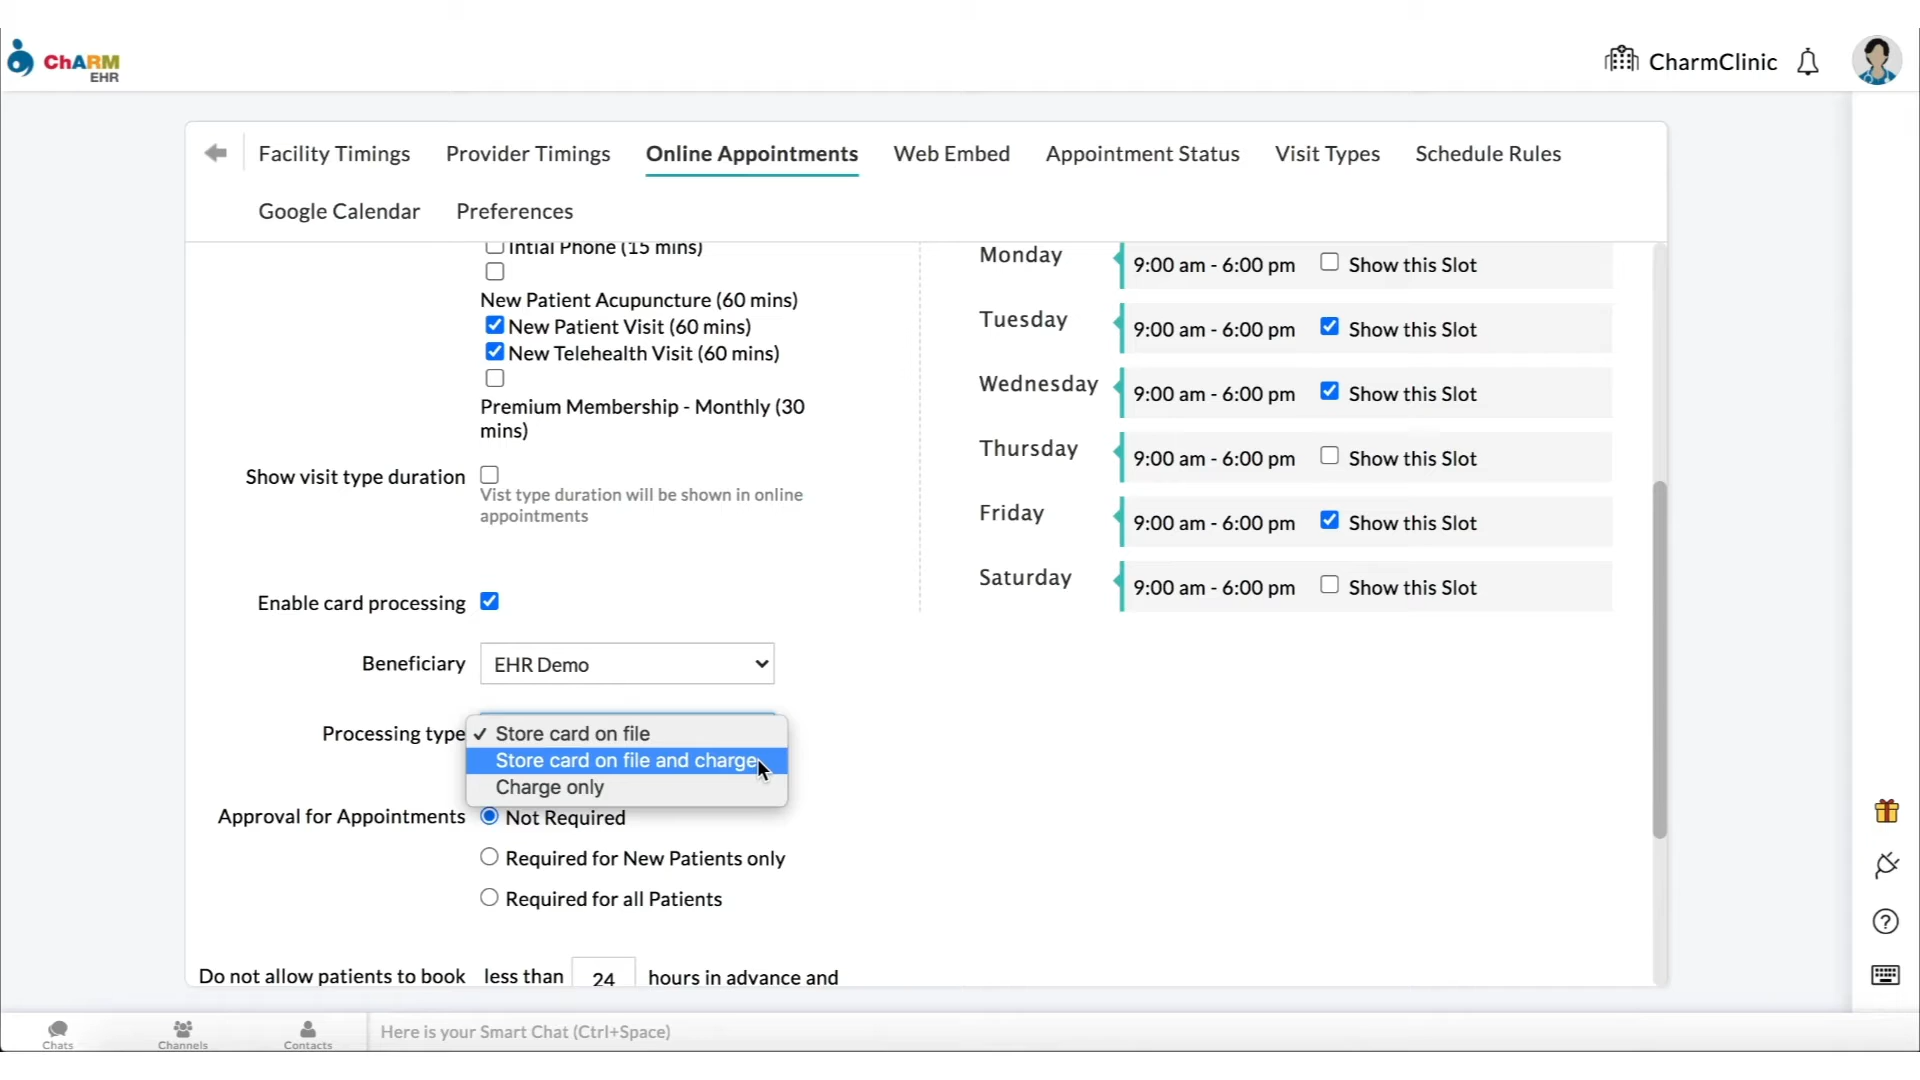 ChARM
EHR
CharmClinic
Facility Timings
Provider Timings
Online Appointments
Web Embed
Appointment Status
Visit Types
Schedule Rules
Google Calendar
Preferences
Intial Phone (15 mins)
New Patient Acupuncture (60 mins)
New Patient Visit (60 mins)
New Telehealth Visit (60 mins)
Premium Membership - Monthly (30
mins)
Show visit type duration
Vist type duration will be shown in online
appointments
Enable card processing
Beneficiary
EHR Demo
Processing type
✓ Store card on file
Store card on file and charge
Charge only
Approval for Appointments
Not Required
Required for New Patients only
Required for all Patients
Do not allow patients to book less than 24 hours in advance and
Monday 9:00 am - 6:00 pm Show this Slot
Tuesday 9:00 am - 6:00 pm Show this Slot
Wednesday 9:00 am - 6:00 pm Show this Slot
Thursday 9:00 am - 6:00 pm Show this Slot
Friday 9:00 am - 6:00 pm Show this Slot
Saturday 9:00 am - 6:00 pm Show this Slot
Chats
Channels
Contacts
Here is your Smart Chat (Ctrl+Space)